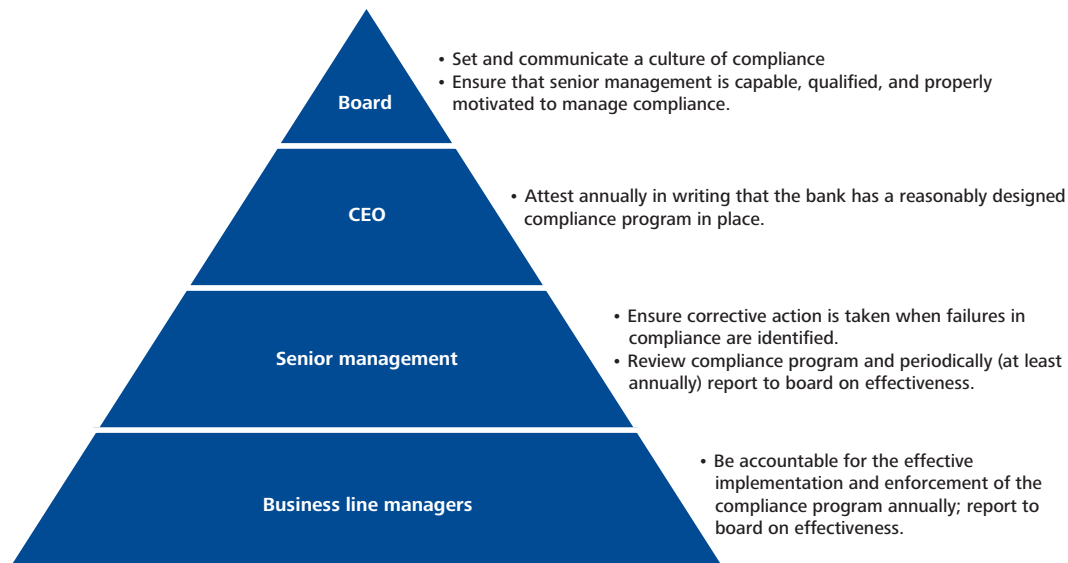 Board
• Set and communicate a culture of compliance
• Ensure that senior management is capable, qualified, and properly
motivated to manage compliance.
CEO
• Attest annually in writing that the bank has a reasonably designed
compliance program in place.
Senior management
• Ensure corrective action is taken when failures in
compliance are identified.
• Review compliance program and periodically (at least
annually) report to board on effectiveness.
Business line managers
• Be accountable for the effective
implementation and enforcement of the
compliance program annually; report to
board on effectiveness.